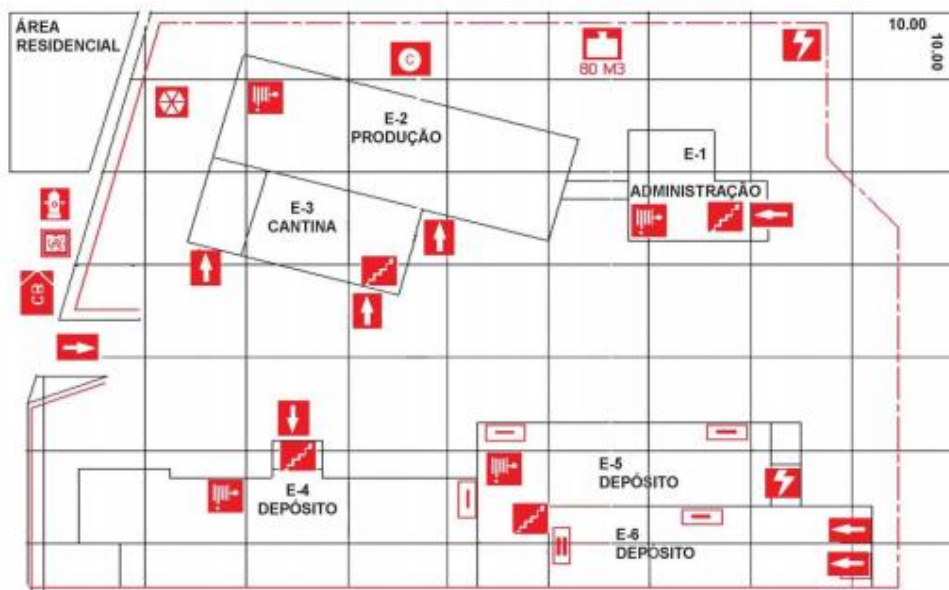 ÁREA
RESIDENCIAL
10.00
10.00
C
80 M3
E-2
PRODUÇÃO
E-1
ADMINISTRAÇÃO
E-3
CANTINA
CB
E-4
DEPÓSITO
E-5
DEPÓSITO
E-6
DEPÓSITO